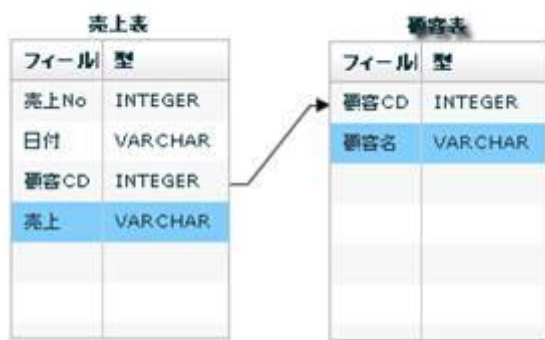 売上表
フィールド 型
売上No INTEGER
日付 VARCHAR
顧客CD INTEGER
売上 VARCHAR
顧客表
フィールド 型
顧客CD INTEGER
顧客名 VARCHAR